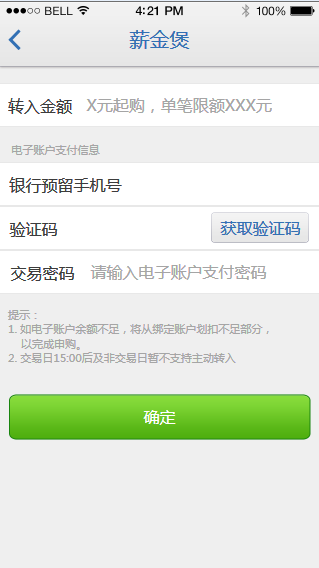 BELL 4:21 PM 100%
薪金煲
转入金额 X元起购，单笔限额XXX元
电子账户支付信息
银行预留手机号
验证码 获取验证码
交易密码 请输入电子账户支付密码
提示：
1. 如电子账户余额不足，将从绑定账户划扣不足部分，
以完成申购。
2. 交易日15:00后及非交易日暂不支持主动转入
确定